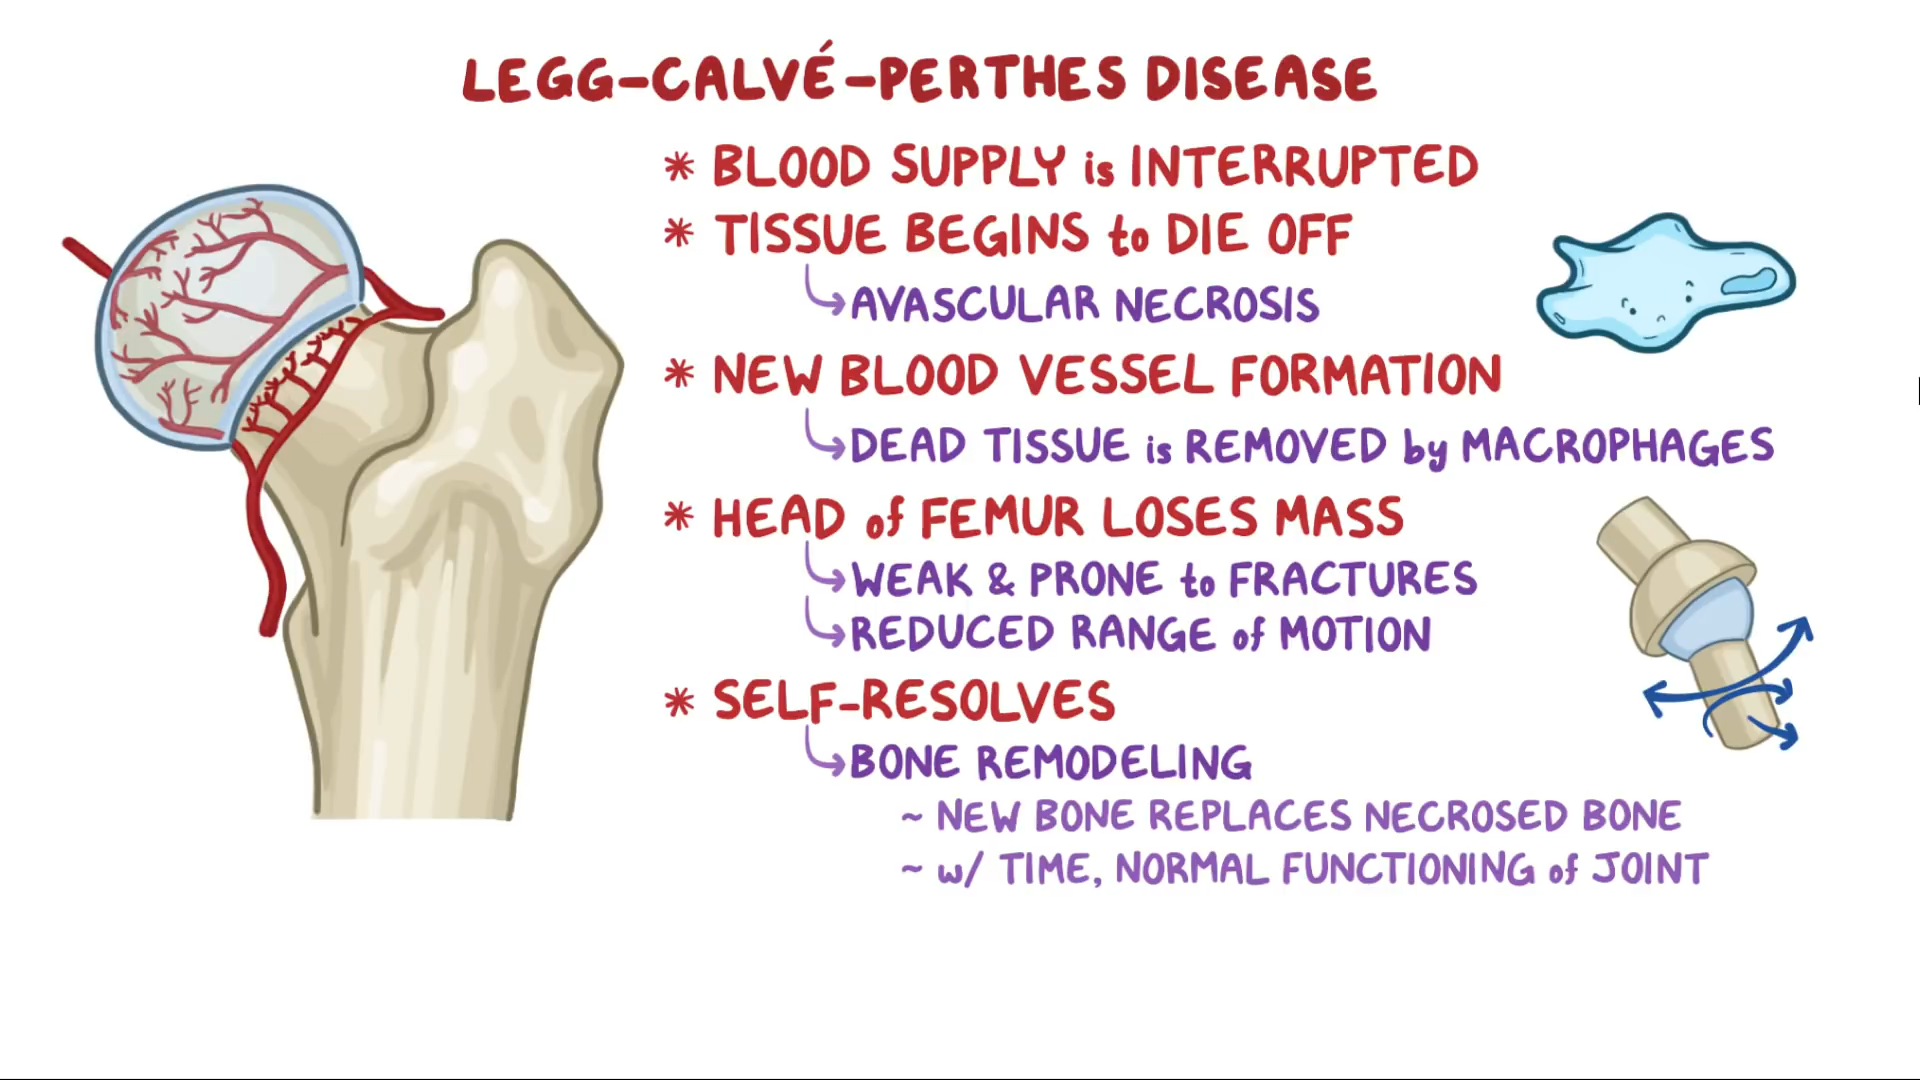 LEGG-CALVÉ-PERTHES DISEASE
* BLOOD SUPPLY is INTERRUPTED
* TISSUE BEGINS to DIE OFF
↳ AVASCULAR NECROSIS
* NEW BLOOD VESSEL FORMATION
↳ DEAD TISSUE is REMOVED by MACROPHAGES
* HEAD of FEMUR LOSES MASS
↳ WEAK & PRONE to FRACTURES
↳ REDUCED RANGE of MOTION
* SELF-RESOLVES
↳ BONE REMODELING
~ NEW BONE REPLACES NECROSED BONE
~ w/ TIME, NORMAL FUNCTIONING of JOINT